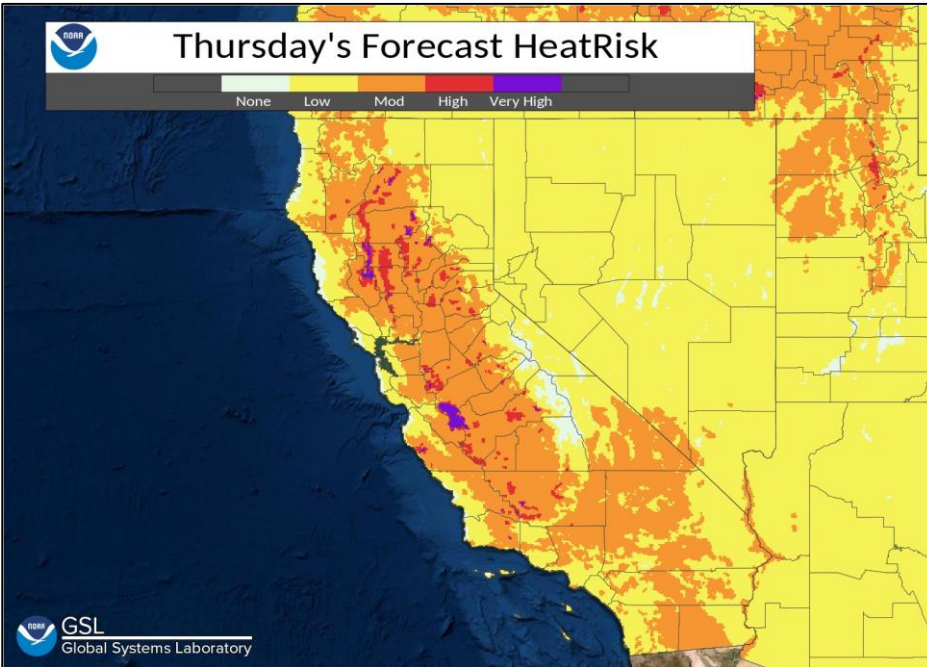 NOAA
Thursday's Forecast HeatRisk
None Low Mod High Very High
NOAA
GSL
Global Systems Laboratory